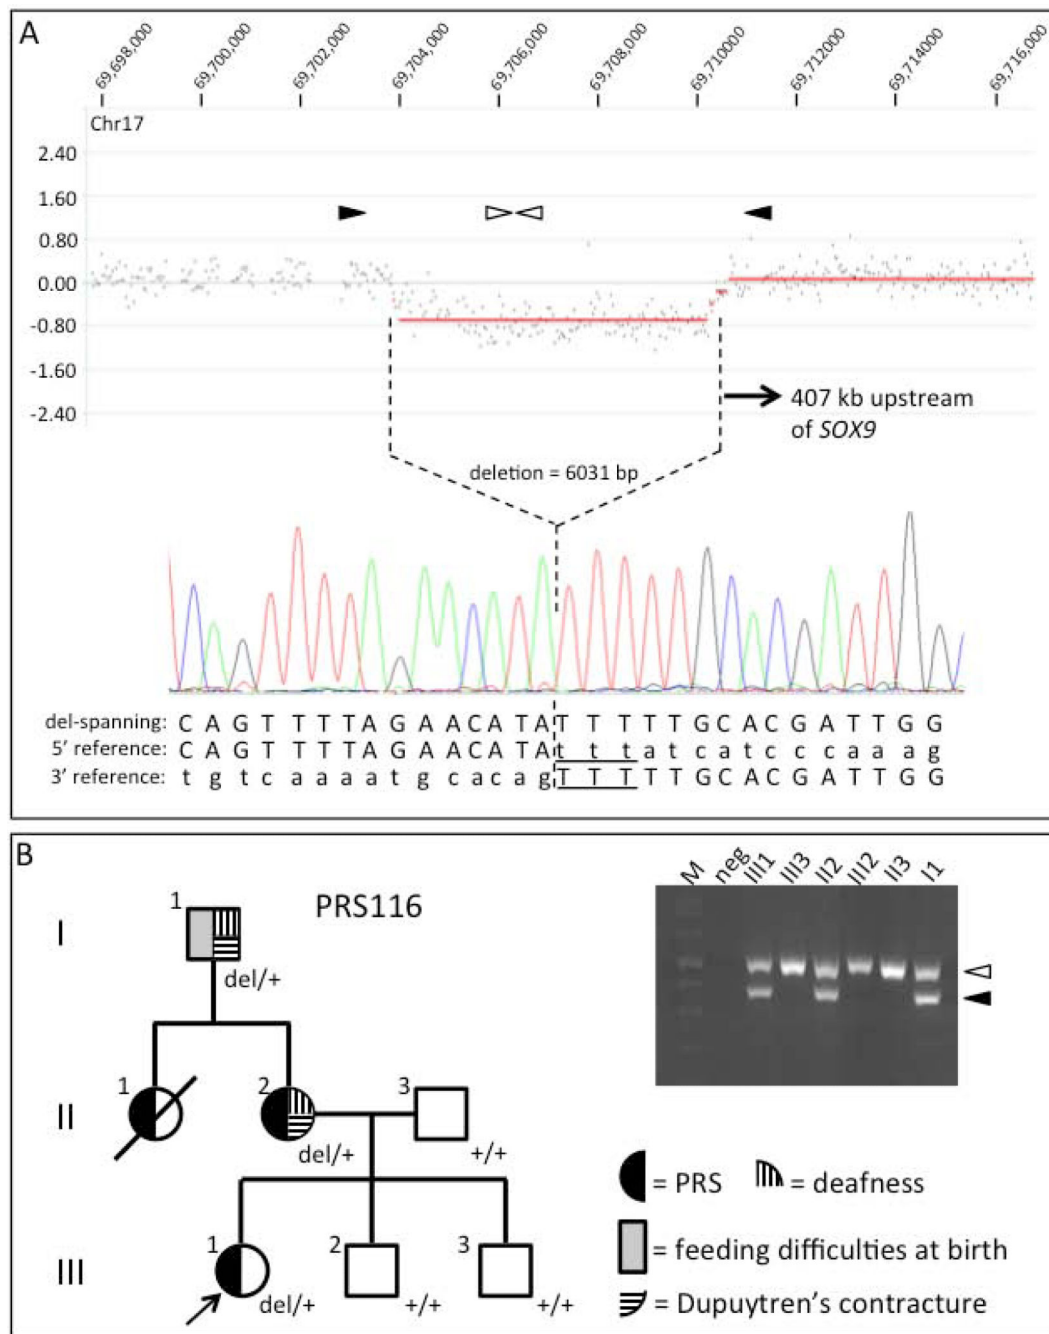 A
69,698,000 69,700,000 69,702,000 69,704,000 69,706,000 69,708,000 69,710000 69,712000 69,714000 69,716,000
Chr17
2.40
1.60
0.80
0.00
-0.80
-1.60
-2.40
407 kb upstream
of SOX9
deletion = 6031 bp
del-spanning: C A G T T T T A G A A C A T A T T T T T G C A C G A T T G G
5' reference: C A G T T T T A G A A C A T A t t t a t c a t c c c a a a g
3' reference: t g t c a a a a t g c a c a g T T T T T G C A C G A T T G G
B
PRS116
M neg III1 III3 II2 III2 II3 I1
I
1
del/+
II
1 2 3
del/+ +/+
III
1 2 3
del/+ +/+ +/+
= PRS = deafness
= feeding difficulties at birth
= Dupuytren's contracture